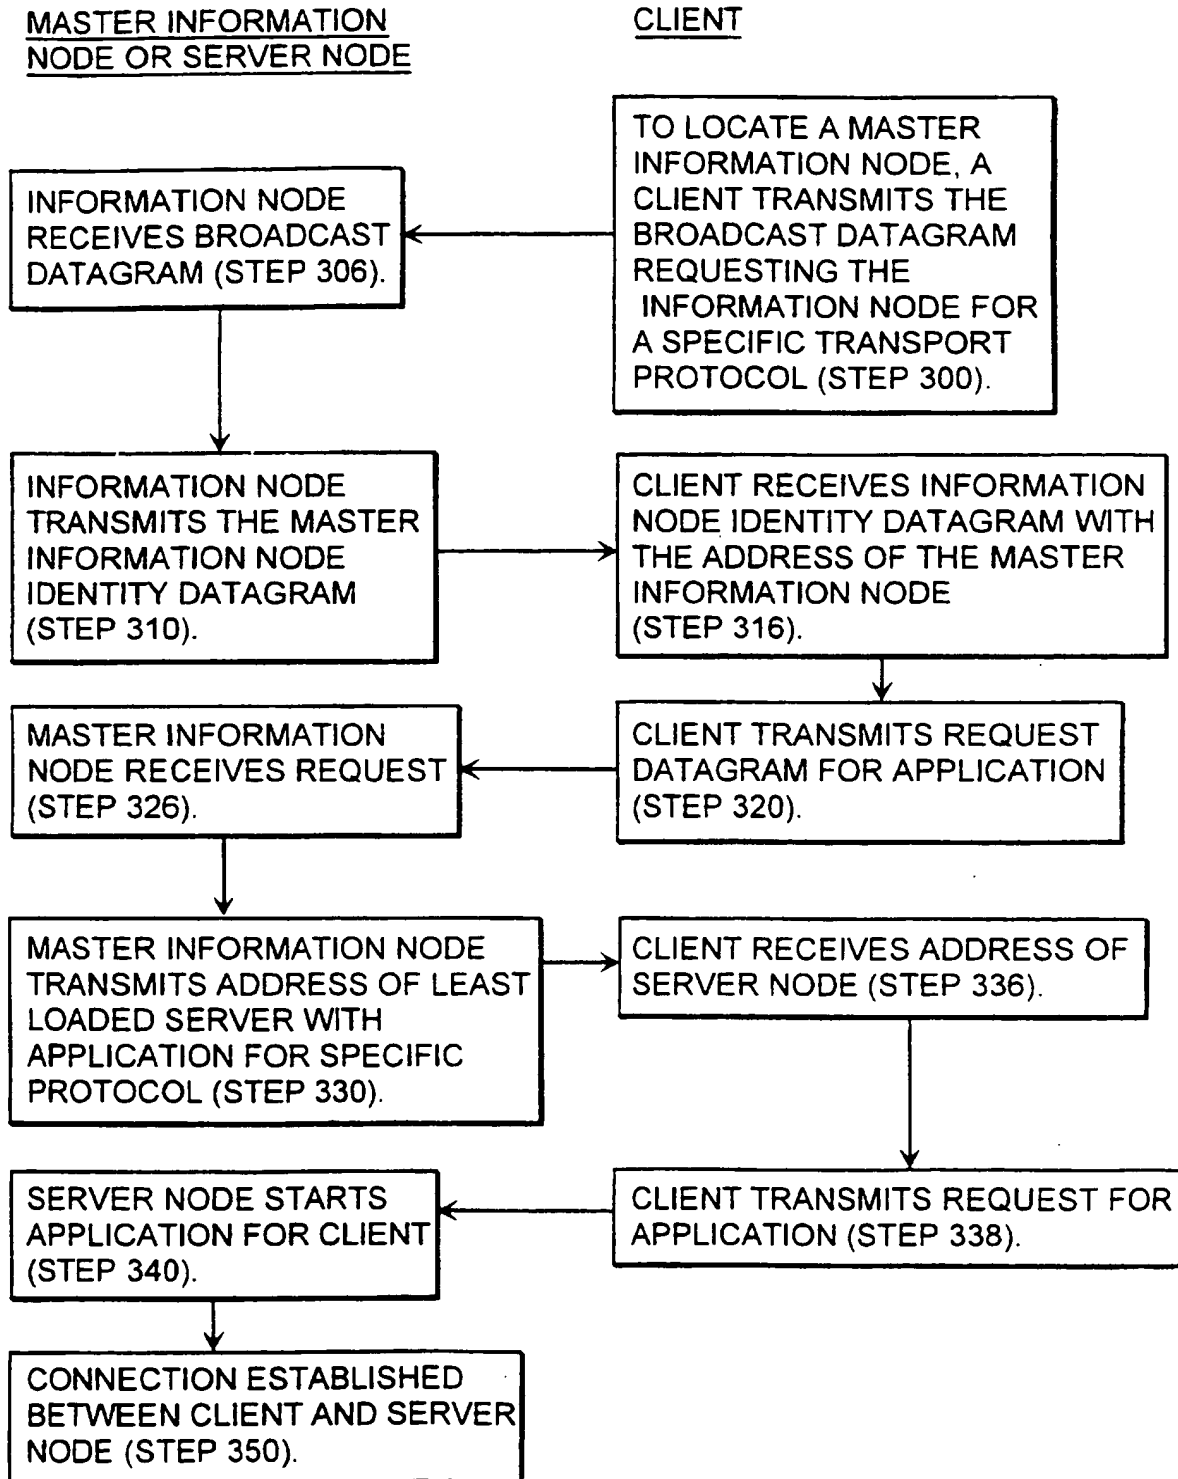 MASTER INFORMATION
NODE OR SERVER NODE
CLIENT
TO LOCATE A MASTER
INFORMATION NODE, A
CLIENT TRANSMITS THE
BROADCAST DATAGRAM
REQUESTING THE
INFORMATION NODE FOR
A SPECIFIC TRANSPORT
PROTOCOL (STEP 300).
INFORMATION NODE
RECEIVES BROADCAST
DATAGRAM (STEP 306).
INFORMATION NODE
TRANSMITS THE MASTER
INFORMATION NODE
IDENTITY DATAGRAM
(STEP 310).
CLIENT RECEIVES INFORMATION
NODE IDENTITY DATAGRAM WITH
THE ADDRESS OF THE MASTER
INFORMATION NODE
(STEP 316).
CLIENT TRANSMITS REQUEST
DATAGRAM FOR APPLICATION
(STEP 320).
MASTER INFORMATION
NODE RECEIVES REQUEST
(STEP 326).
MASTER INFORMATION NODE
TRANSMITS ADDRESS OF LEAST
LOADED SERVER WITH
APPLICATION FOR SPECIFIC
PROTOCOL (STEP 330).
CLIENT RECEIVES ADDRESS OF
SERVER NODE (STEP 336).
CLIENT TRANSMITS REQUEST FOR
APPLICATION (STEP 338).
SERVER NODE STARTS
APPLICATION FOR CLIENT
(STEP 340).
CONNECTION ESTABLISHED
BETWEEN CLIENT AND SERVER
NODE (STEP 350).